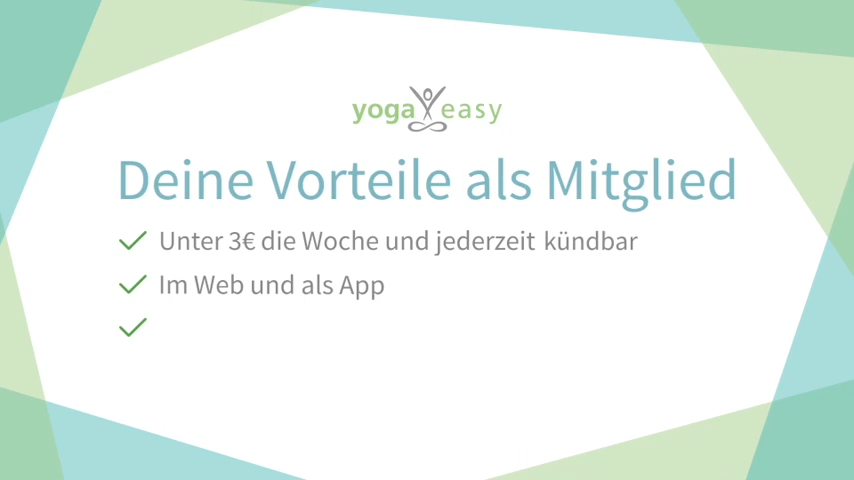 yoga easy
Deine Vorteile als Mitglied
Unter 3€ die Woche und jederzeit kündbar
Im Web und als App